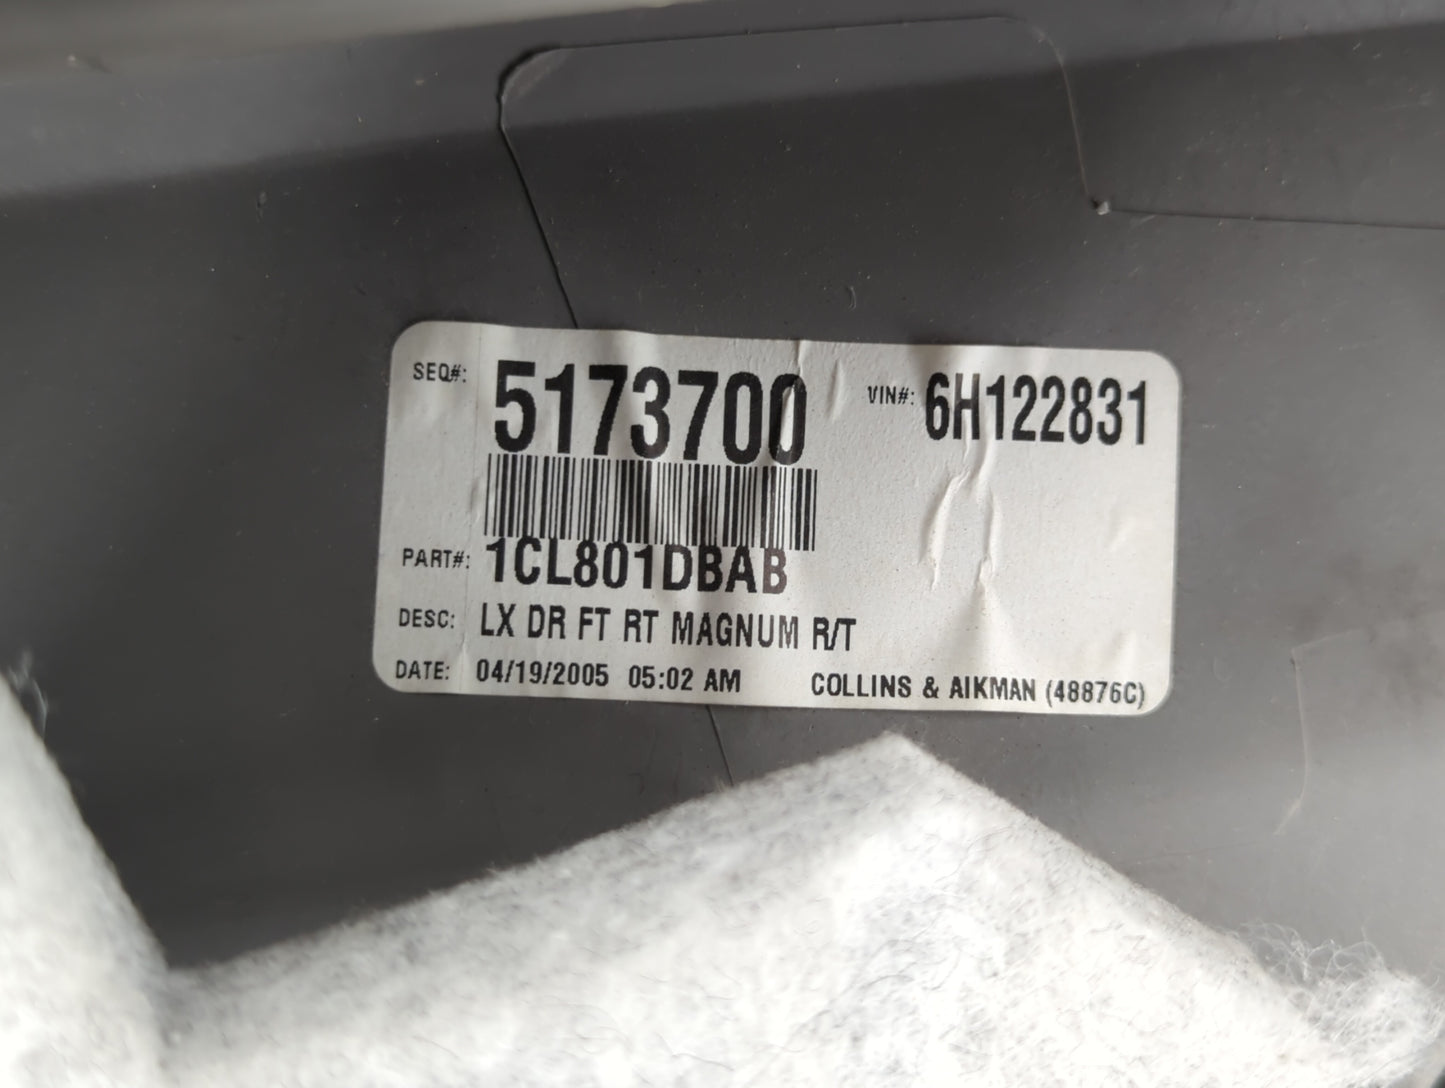 SEQ#: 5173700 VIN#: 6H122831
PART#: 1CL801DBAB
DESC: LX DR FT RT MAGNUM R/T
DATE: 04/19/2005 05:02 AM COLLINS & AIKMAN (48876C)